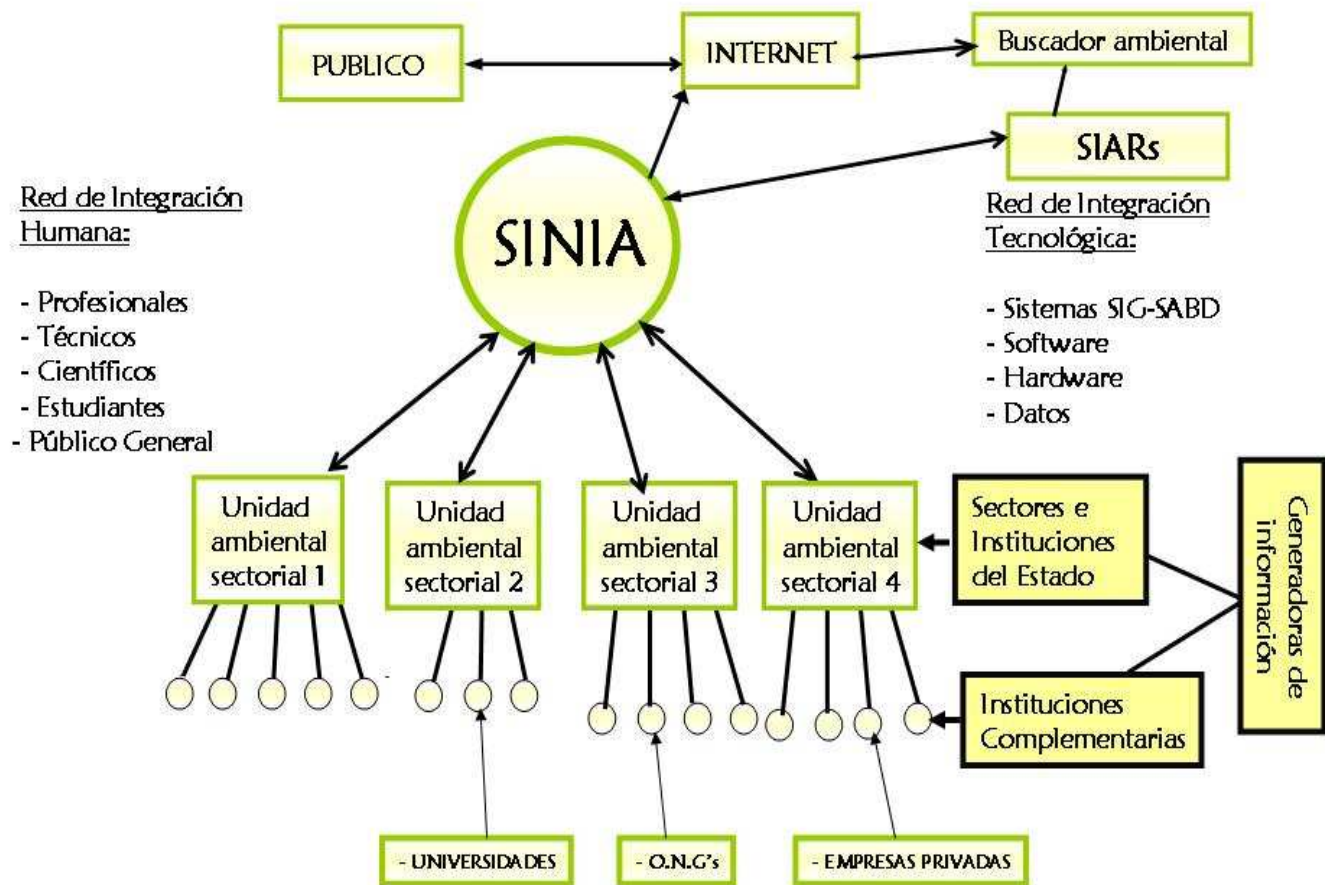 PUBLICO
INTERNET
Buscador ambiental
SIARs
SINIA
Red de Integración
Humana:
- Profesionales
- Técnicos
- Científicos
- Estudiantes
- Público General
Red de Integración
Tecnológica:
- Sistemas SIG-SABD
- Software
- Hardware
- Datos
Unidad
ambiental
sectorial 1
Unidad
ambiental
sectorial 2
Unidad
ambiental
sectorial 3
Unidad
ambiental
sectorial 4
Sectores e
Instituciones
del Estado
Generadoras de
información
Instituciones
Complementarias
- UNIVERSIDADES
- O.N.G's
- EMPRESAS PRIVADAS